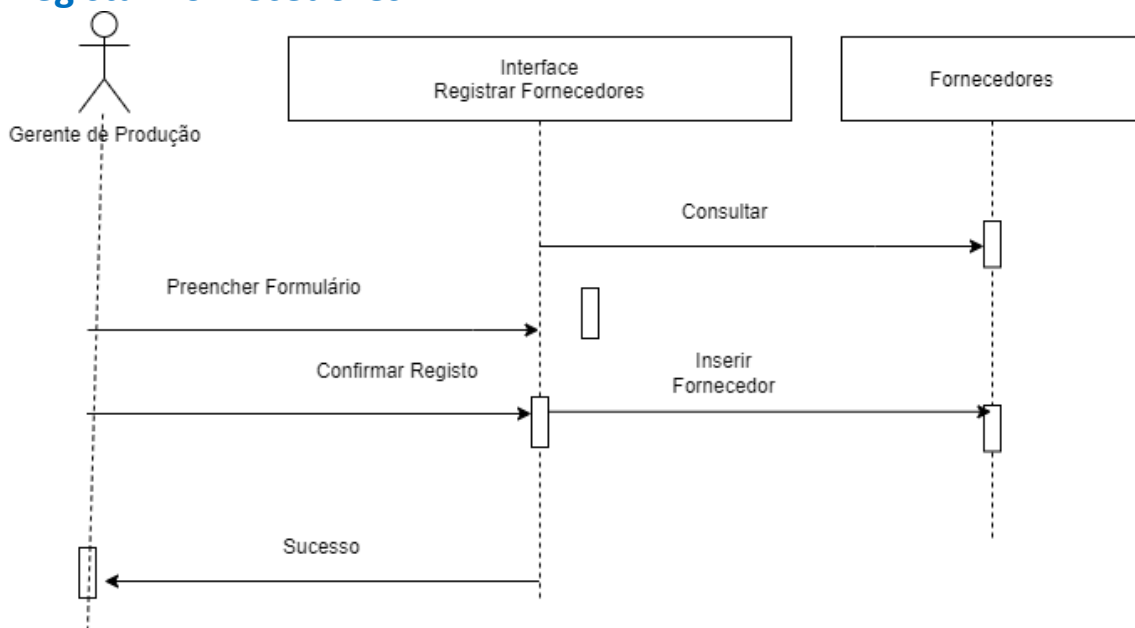 Gerente de Produção
Interface
Registrar Fornecedores
Fornecedores
Consultar
Preencher Formulário
Confirmar Registo
Inserir
Fornecedor
Sucesso